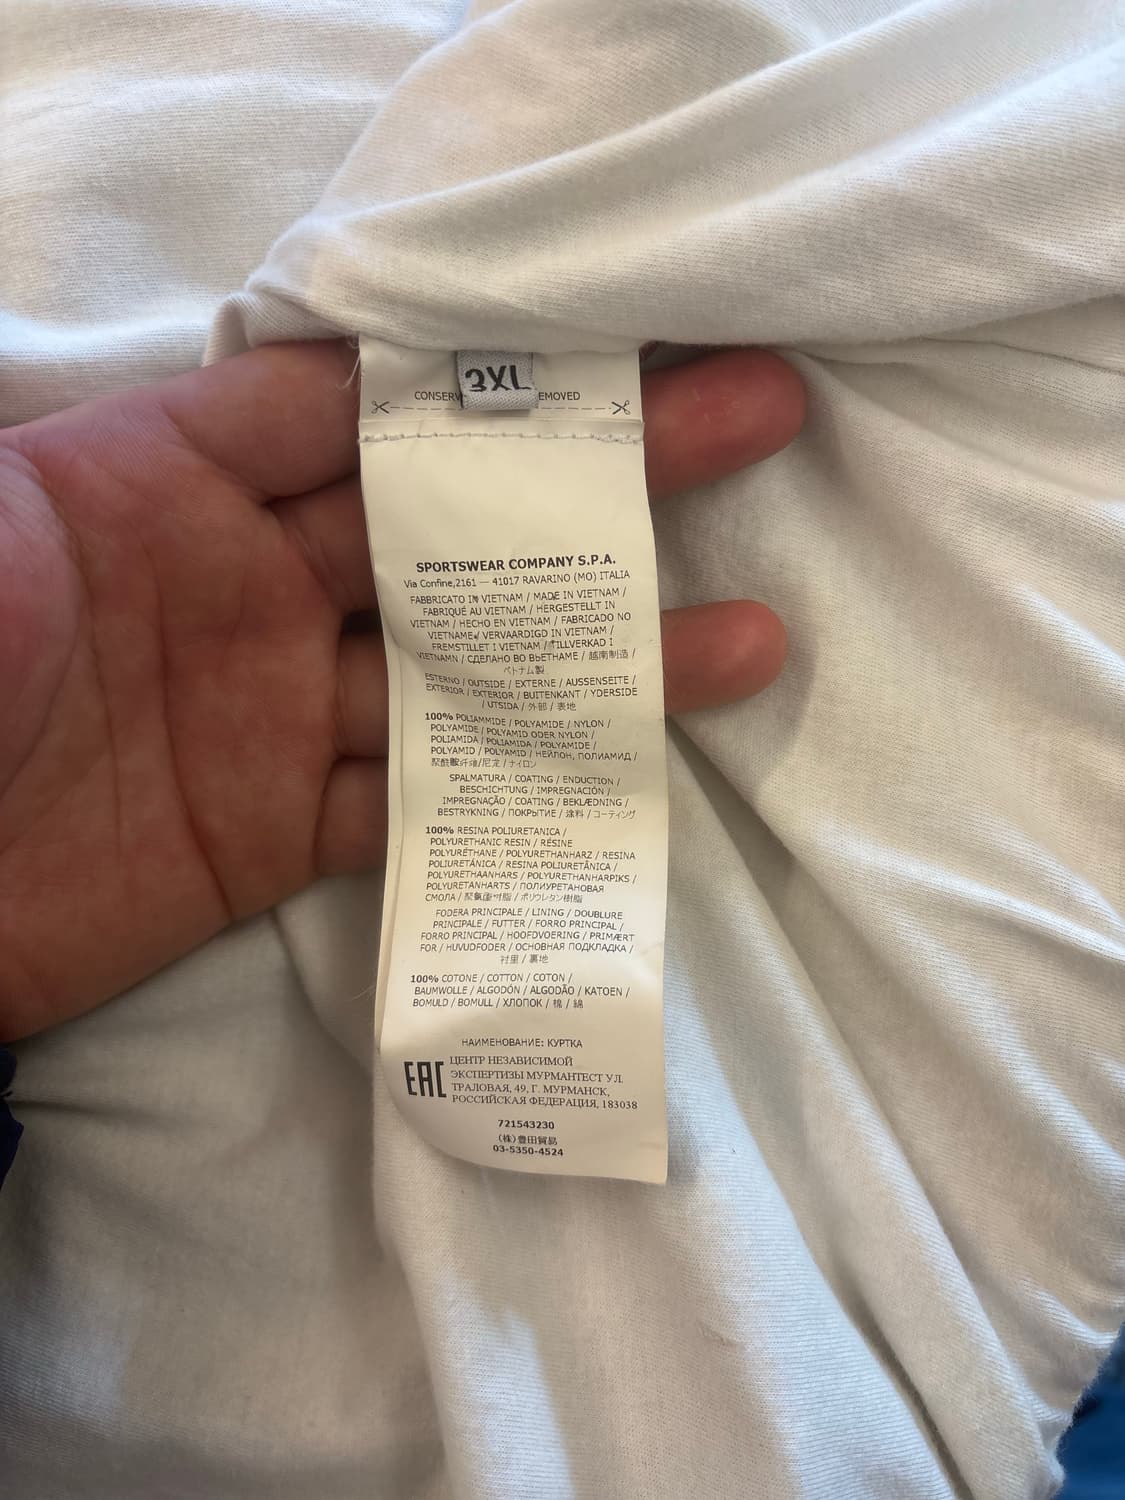 3XL
CONSERV EMOVED
SPORTSWEAR COMPANY S.P.A.
Via Confine,2161 — 41017 RAVARINO (MO) ITALIA
FABBRICATO IN VIETNAM / MADE IN VIETNAM /
FABRIQUÉ AU VIETNAM / HERGESTELLT IN
VIETNAM / HECHO EN VIETNAM / FABRICADO NO
VIETNAME / VERVAARDIGD IN VIETNAM /
FREMSTILLET I VIETNAM / TILLVERKAD I
VIETNAMN / СДЕЛАНО ВО ВЬЕТНАМЕ / 越南制造 /
ベトナム製
ESTERNO / OUTSIDE / EXTERNE / AUSSENSEITE /
EXTERIOR / EXTERIOR / BUITENKANT / YDERSIDE
/ UTSIDA / 外部 / 表地
100% POLIAMMIDE / POLYAMIDE / NYLON /
POLYAMIDE / POLYAMID ODER NYLON /
POLIAMIDA / POLIAMIDA / POLYAMIDE /
POLYAMID / POLYAMID / НЕЙЛОН, ПОЛИАМИД /
聚酰胺纤维/尼龙 / ナイロン
SPALMATURA / COATING / ENDUCTION /
BESCHICHTUNG / IMPREGNACIÓN /
IMPREGNAÇÃO / COATING / BEKLÆDNING /
BESTRYKNING / ПОКРЫТИЕ / 涂料 / コーティング
100% RESINA POLIURETANICA /
POLYURETHANIC RESIN / RÉSINE
POLYURÉTHANE / POLYURETHANHARZ / RESINA
POLIURETÁNICA / RESINA POLIURETÂNICA /
POLYURETHAANHARS / POLYURETHANHARPIKS /
POLYURETANHARTS / ПОЛИУРЕТАНОВАЯ
СМОЛА / 聚氨酯树脂 / ポリウレタン樹脂
FODERA PRINCIPALE / LINING / DOUBLURE
PRINCIPALE / FUTTER / FORRO PRINCIPAL /
FORRO PRINCIPAL / HOOFDVOERING / PRIMÆRT
FOR / HUVUDFODER / ОСНОВНАЯ ПОДКЛАДКА /
衬里 / 裏地
100% COTONE / COTTON / COTON /
BAUMWOLLE / ALGODÓN / ALGODÃO / KATOEN /
BOMULD / BOMULL / ХЛОПОК / 棉 / 綿
НАИМЕНОВАНИЕ: КУРТКА
EAC
ЦЕНТР НЕЗАВИСИМОЙ
ЭКСПЕРТИЗЫ МУРМАНТЕСТ УЛ.
ТРАЛОВАЯ, 49, Г. МУРМАНСК,
РОССИЙСКАЯ ФЕДЕРАЦИЯ, 183038
721543230
(株)豊田貿易
03-5350-4524